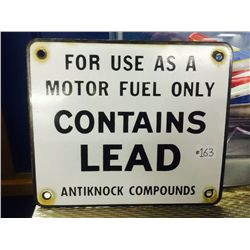 FOR USE AS A
MOTOR FUEL ONLY
CONTAINS
LEAD
#163
ANTIKNOCK COMPOUNDS